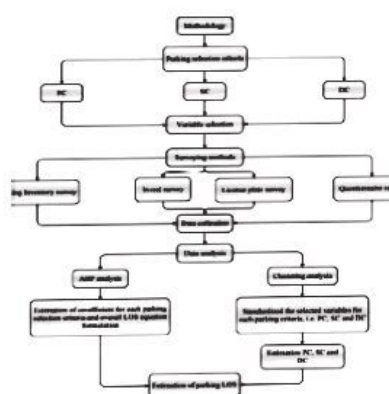 Methodology
Parking selection criteria
PC
SC
DC
Variable selection
Surveying methods
ing Inventory survey
In-out survey
License plate survey
Questionnaire su
Data collection
Data analysis
AHP analysis
Clustering analysis
Estimation of coefficients for each parking
selection criteria and overall LOS equation
formulation
Standardized the selected variables for
each parking criteria, i.e. PC, SC and DC
Estimation PC, SC and
DC
Estimation of parking LOS